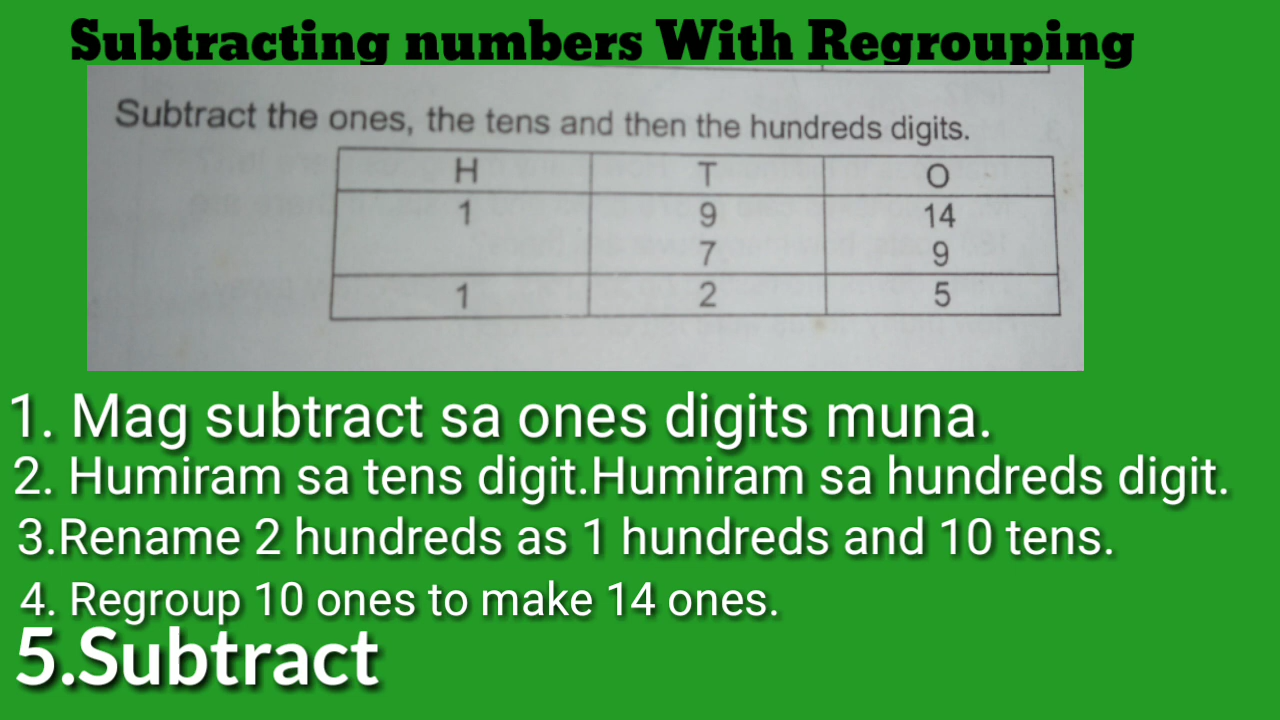 Subtracting numbers With Regrouping
Subtract the ones, the tens and then the hundreds digits.
H T O
1 9 14
7 9
1 2 5
1. Mag subtract sa ones digits muna.
2. Humiram sa tens digit.Humiram sa hundreds digit.
3.Rename 2 hundreds as 1 hundreds and 10 tens.
4. Regroup 10 ones to make 14 ones.
5.Subtract